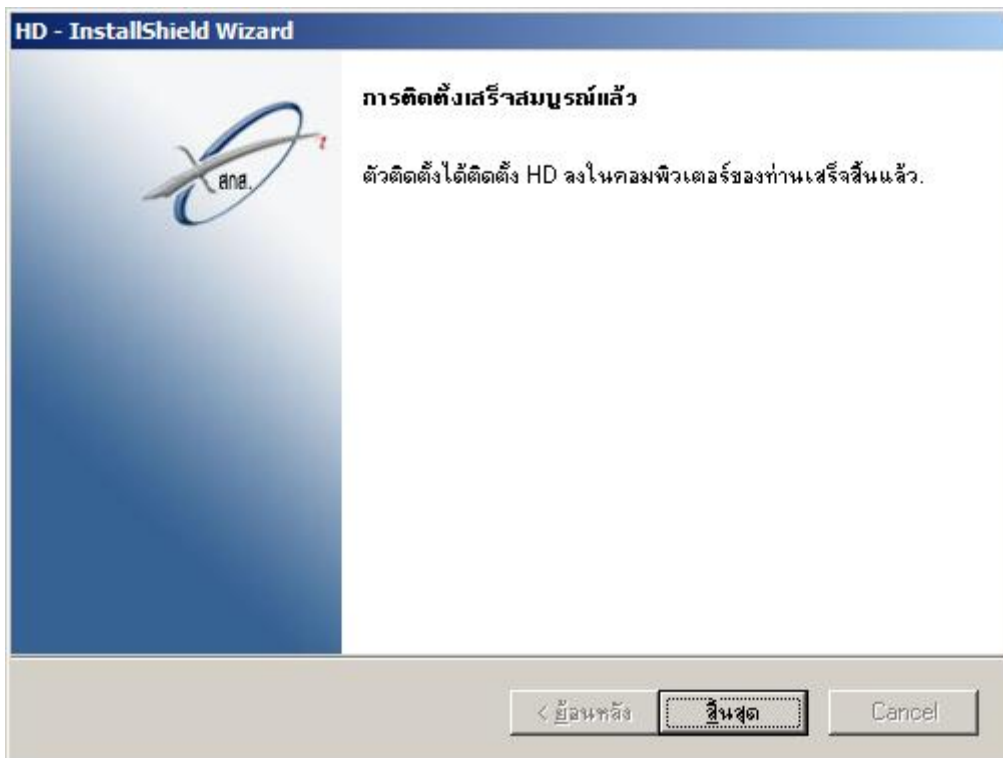 HD - InstallShield Wizard
การติดตั้งเสร็จสมบูรณ์แล้ว
ตัวติดตั้งได้ติดตั้ง HD ลงในคอมพิวเตอร์ของท่านเสร็จสิ้นแล้ว.
สกส.
< ย้อนหลัง
สิ้นสุด
Cancel